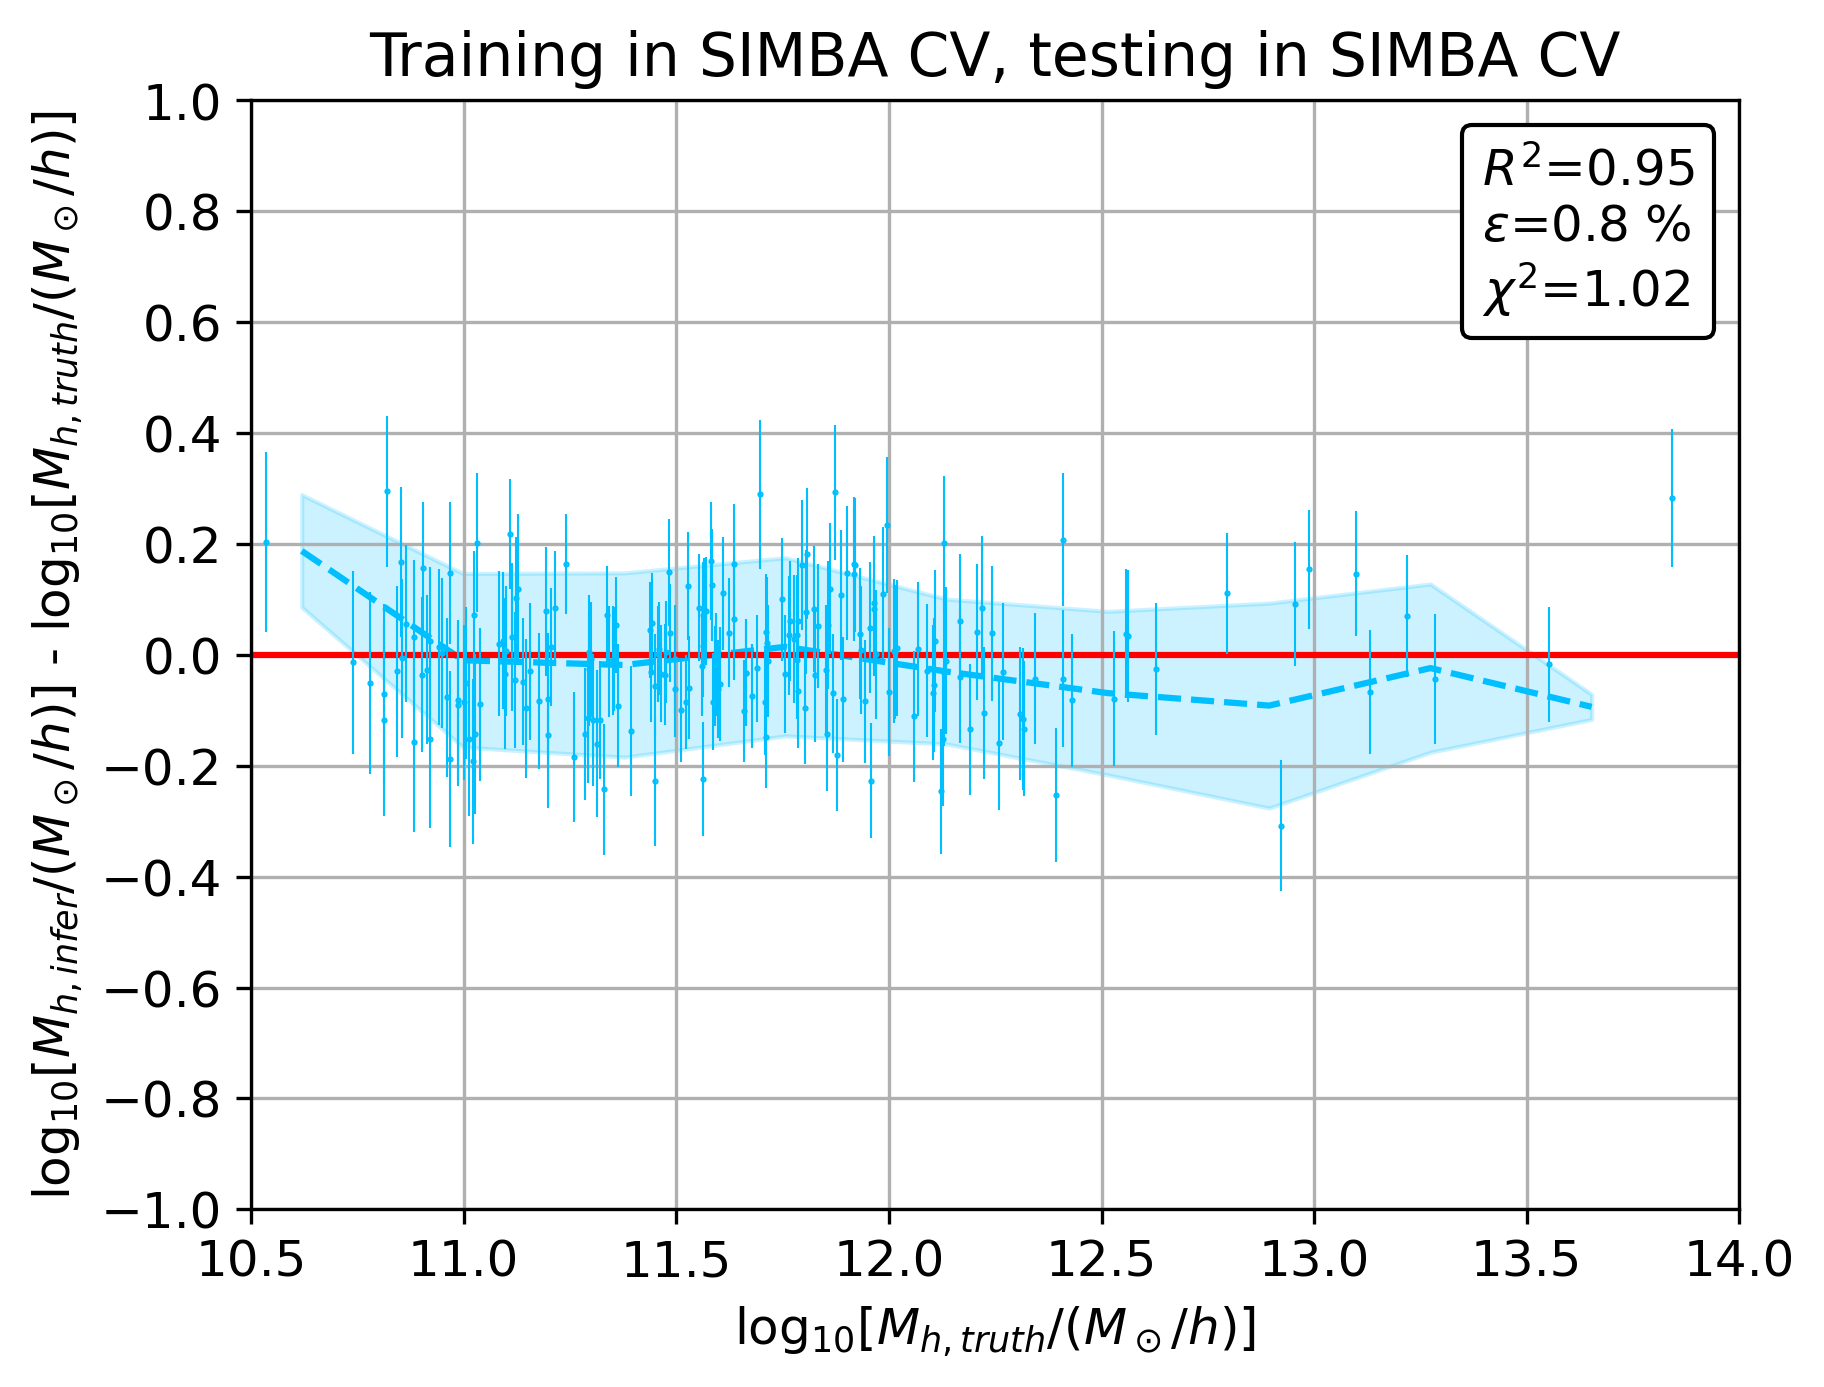 Training in SIMBA CV, testing in SIMBA CV
log₁₀[M_{h,infer}/(M_⊙/h)] - log₁₀[M_{h,truth}/(M_⊙/h)]
1.0
0.8
0.6
0.4
0.2
0.0
−0.2
−0.4
−0.6
−0.8
−1.0
R²=0.95
ε=0.8 %
χ²=1.02
10.5 11.0 11.5 12.0 12.5 13.0 13.5 14.0
log₁₀[M_{h,truth}/(M_⊙/h)]